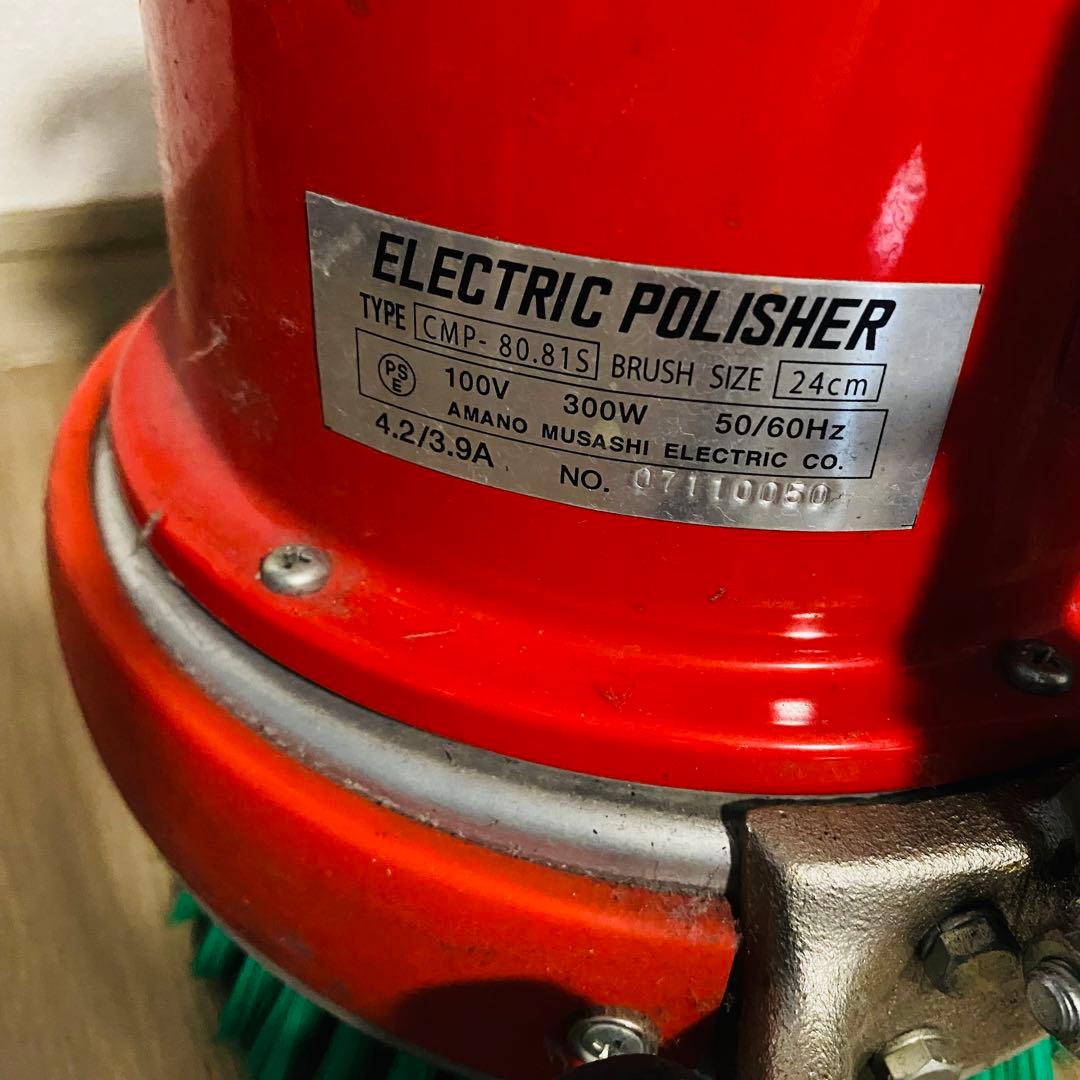 ELECTRIC POLISHER
TYPE CMP- 80.81S BRUSH SIZE 24cm
PSE 100V 300W 50/60Hz
AMANO MUSASHI ELECTRIC CO.
4.2/3.9A NO. 07110050